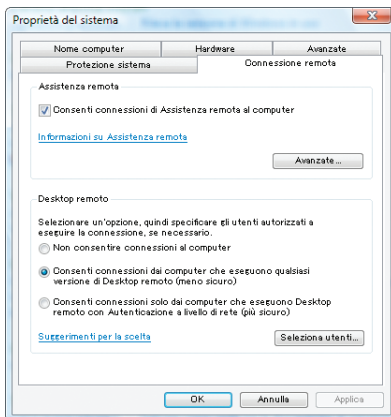 Proprietà del sistema
Nome computer
Hardware
Avanzate
Protezione sistema
Connessione remota
Assistenza remota
Consenti connessioni di Assistenza remota al computer
Informazioni su Assistenza remota
Avanzate...
Desktop remoto
Selezionare un'opzione, quindi specificare gli utenti autorizzati a
eseguire la connessione, se necessario.
Non consentire connessioni al computer
Consenti connessioni dai computer che eseguono qualsiasi
versione di Desktop remoto (meno sicuro)
Consenti connessioni solo dai computer che eseguono Desktop
remoto con Autenticazione a livello di rete (più sicuro)
Suggerimenti per la scelta
Seleziona utenti...
OK
Annulla
Applica